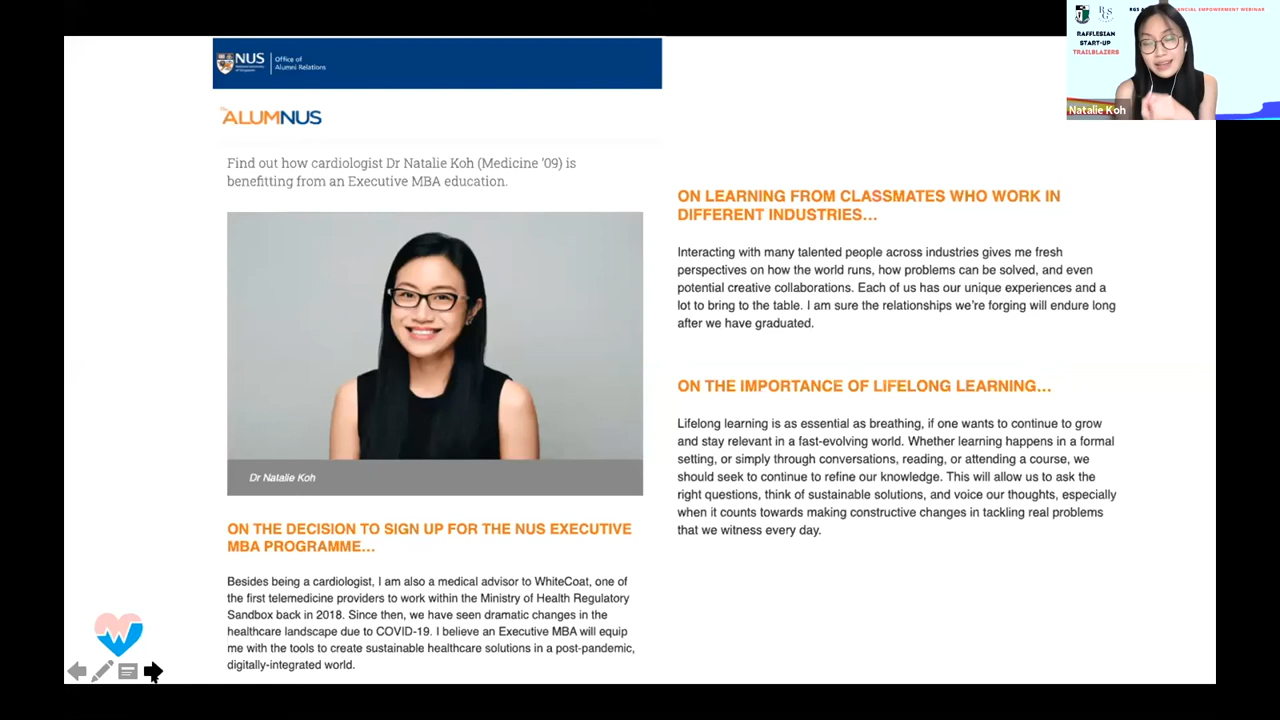 NUS
Office of
Alumni Relations
The
ALUMNUS
Find out how cardiologist Dr Natalie Koh (Medicine '09) is
benefitting from an Executive MBA education.
Dr Natalie Koh
ON THE DECISION TO SIGN UP FOR THE NUS EXECUTIVE
MBA PROGRAMME…
Besides being a cardiologist, I am also a medical advisor to WhiteCoat, one of
the first telemedicine providers to work within the Ministry of Health Regulatory
Sandbox back in 2018. Since then, we have seen dramatic changes in the
healthcare landscape due to COVID-19. I believe an Executive MBA will equip
me with the tools to create sustainable healthcare solutions in a post-pandemic,
digitally-integrated world.
ON LEARNING FROM CLASSMATES WHO WORK IN
DIFFERENT INDUSTRIES…
Interacting with many talented people across industries gives me fresh
perspectives on how the world runs, how problems can be solved, and even
potential creative collaborations. Each of us has our unique experiences and a
lot to bring to the table. I am sure the relationships we're forging will endure long
after we have graduated.
ON THE IMPORTANCE OF LIFELONG LEARNING…
Lifelong learning is as essential as breathing, if one wants to continue to grow
and stay relevant in a fast-evolving world. Whether learning happens in a formal
setting, or simply through conversations, reading, or attending a course, we
should seek to continue to refine our knowledge. This will allow us to ask the
right questions, think of sustainable solutions, and voice our thoughts, especially
when it counts towards making constructive changes in tackling real problems
that we witness every day.
RGS
EMPOWERMENT WEBINAR
RAFFLESIAN
START-UP
TRAILBLAZERS
Natalie Koh